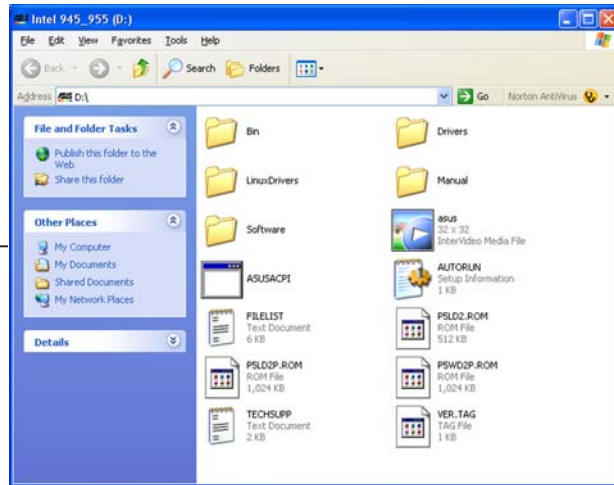 Intel 945_955 (D:)
File Edit View Favorites Tools Help
Back Search Folders
Address D:\ Go Norton AntiVirus
File and Folder Tasks
Publish this folder to the
Web
Share this folder
Other Places
My Computer
My Documents
Shared Documents
My Network Places
Details
Bin
Drivers
LinuxDrivers
Manual
Software
asus
32 x 32
InterVideo Media File
ASUSACPI
AUTORUN
Setup Information
1 KB
FILELIST
Text Document
6 KB
P5LD2.ROM
ROM File
512 KB
P5LD2P.ROM
ROM File
1,024 KB
P5WD2P.ROM
ROM File
1,024 KB
TECHSUPP
Text Document
2 KB
VER.TAG
TAG File
1 KB